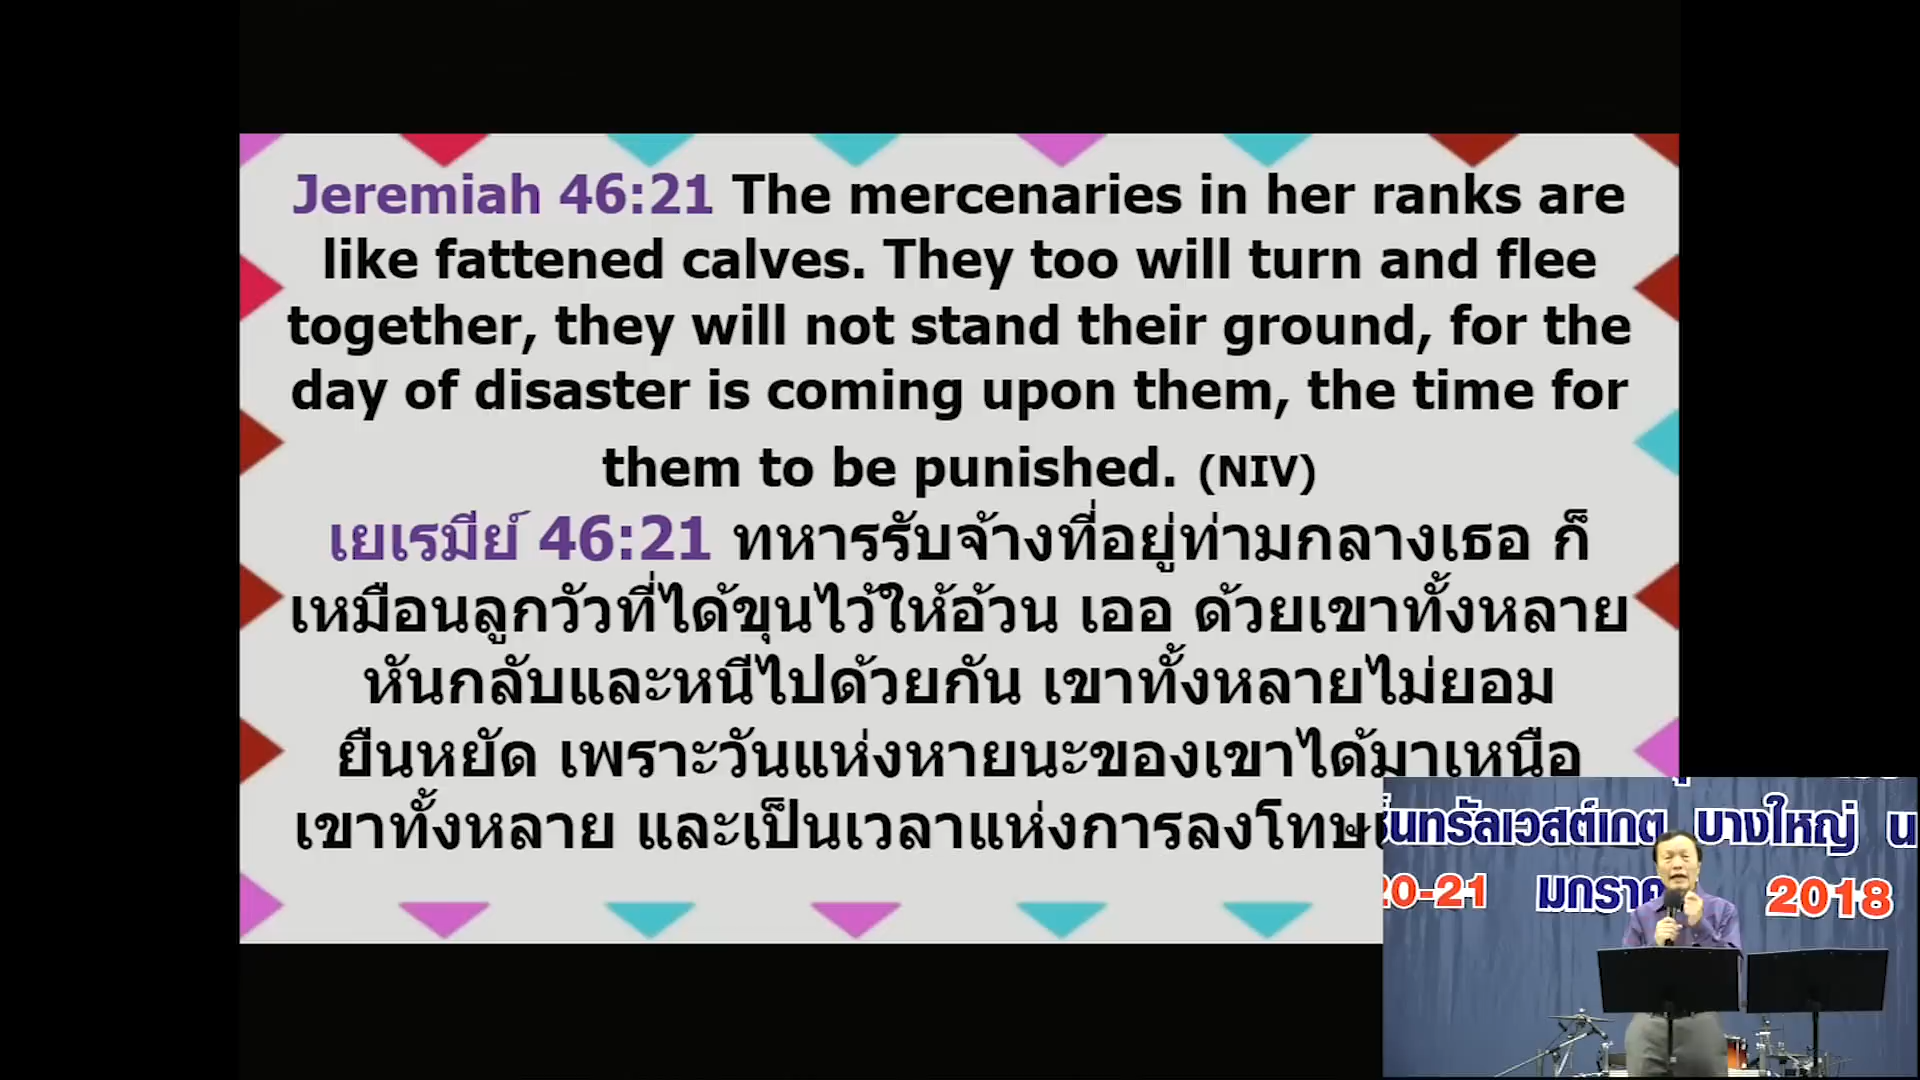 Jeremiah 46:21 The mercenaries in her ranks are
like fattened calves. They too will turn and flee
together, they will not stand their ground, for the
day of disaster is coming upon them, the time for
them to be punished. (NIV)
เยเรมีย์ 46:21 ทหารรับจ้างที่อยู่ท่ามกลางเธอ ก็
เหมือนลูกวัวที่ได้ขุนไว้ให้อ้วน เออ ด้วยเขาทั้งหลาย
หันกลับและหนีไปด้วยกัน เขาทั้งหลายไม่ยอม
ยืนหยัด เพราะวันแห่งหายนะของเขาได้มาเหนือ
เขาทั้งหลาย และเป็นเวลาแห่งการลงโทษ
บางใหญ่
20-21 2018